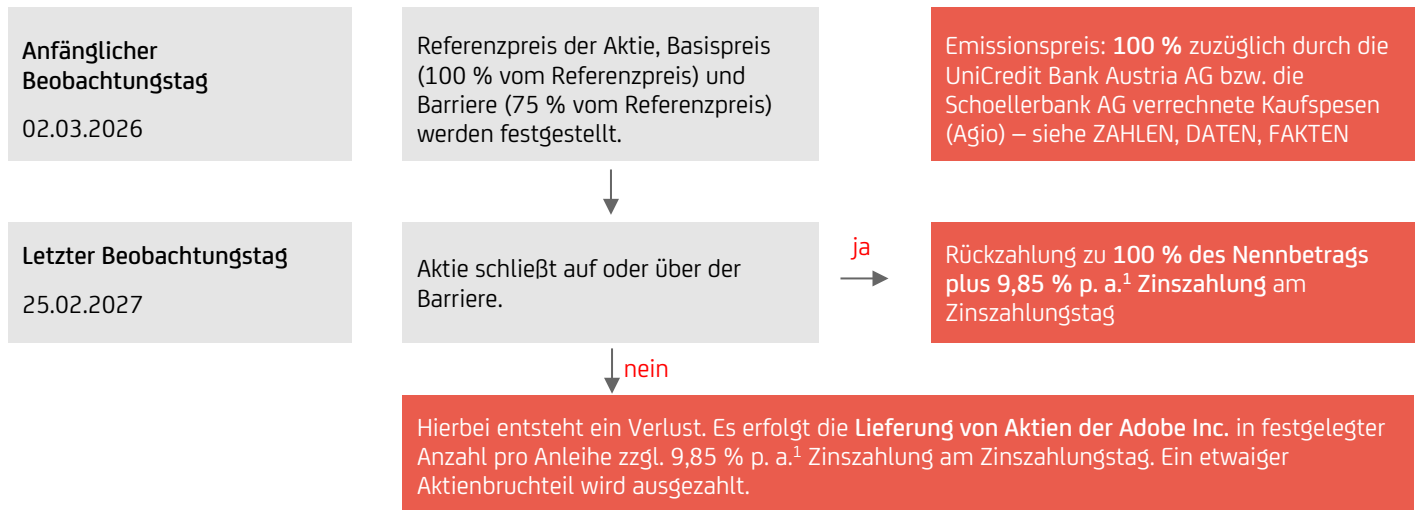 Anfänglicher
Beobachtungstag
02.03.2026
Referenzpreis der Aktie, Basispreis
(100 % vom Referenzpreis) und
Barriere (75 % vom Referenzpreis)
werden festgestellt.
Emissionspreis: 100 % zuzüglich durch die
UniCredit Bank Austria AG bzw. die
Schoellerbank AG verrechnete Kaufspesen
(Agio) – siehe ZAHLEN, DATEN, FAKTEN
Letzter Beobachtungstag
25.02.2027
Aktie schließt auf oder über der
Barriere.
ja
Rückzahlung zu 100 % des Nennbetrags
plus 9,85 % p. a.¹ Zinszahlung am
Zinszahlungstag
nein
Hierbei entsteht ein Verlust. Es erfolgt die Lieferung von Aktien der Adobe Inc. in festgelegter
Anzahl pro Anleihe zzgl. 9,85 % p. a.¹ Zinszahlung am Zinszahlungstag. Ein etwaiger
Aktienbruchteil wird ausgezahlt.